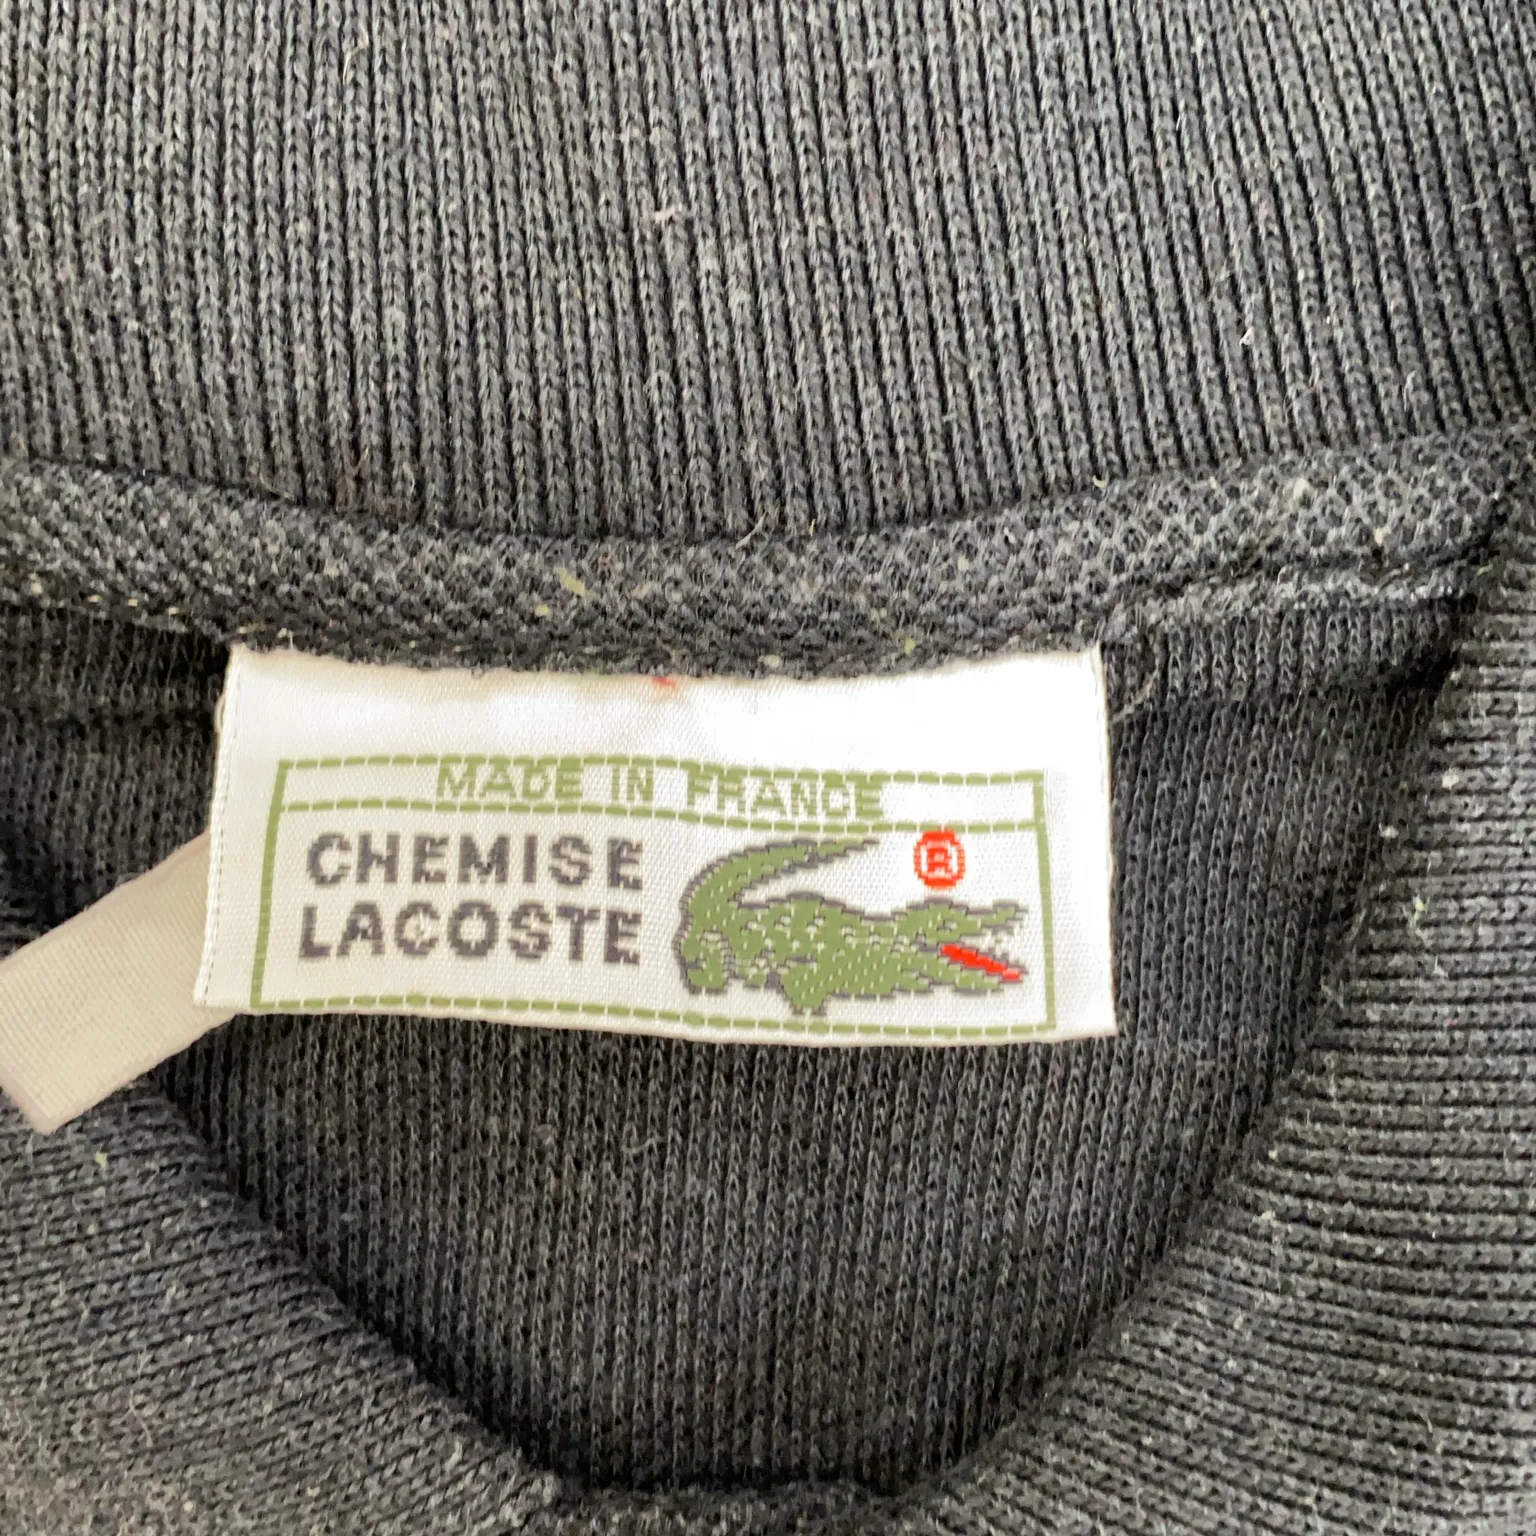 MADE IN FRANCE
CHEMISE
LACOSTE
®